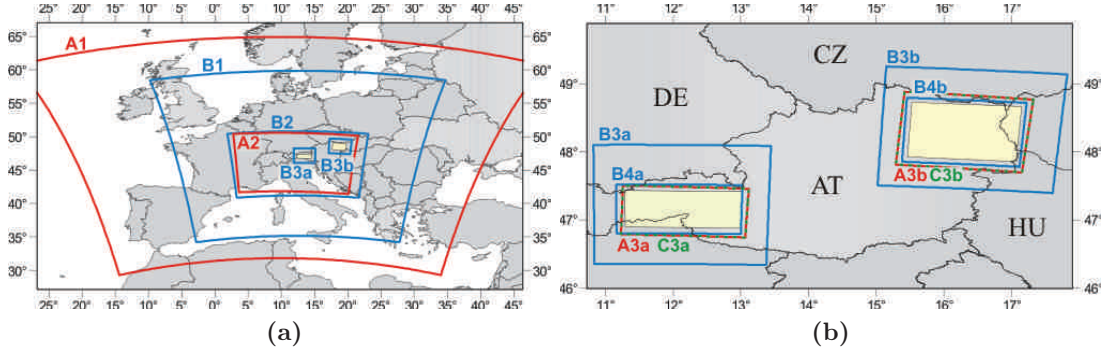 25° 20° 15° 10° 5° 0° 5° 10° 15° 20° 25° 30° 35° 40° 45°
65° 65°
60° 60°
55° 55°
50° 50°
45° 45°
40° 40°
35° 35°
30° 30°
25° 20° 15° 10° 5° 0° 5° 10° 15° 20° 25° 30° 35° 40° 45°
A1
B1
B2
A2
B3a
B3b
(a)
11° 12° 13° 14° 15° 16° 17°
49° 49°
48° 48°
47° 47°
46° 46°
11° 12° 13° 14° 15° 16° 17°
CZ
DE
AT
HU
B3b
B4b
A3b C3b
B3a
B4a
A3a C3a
(b)